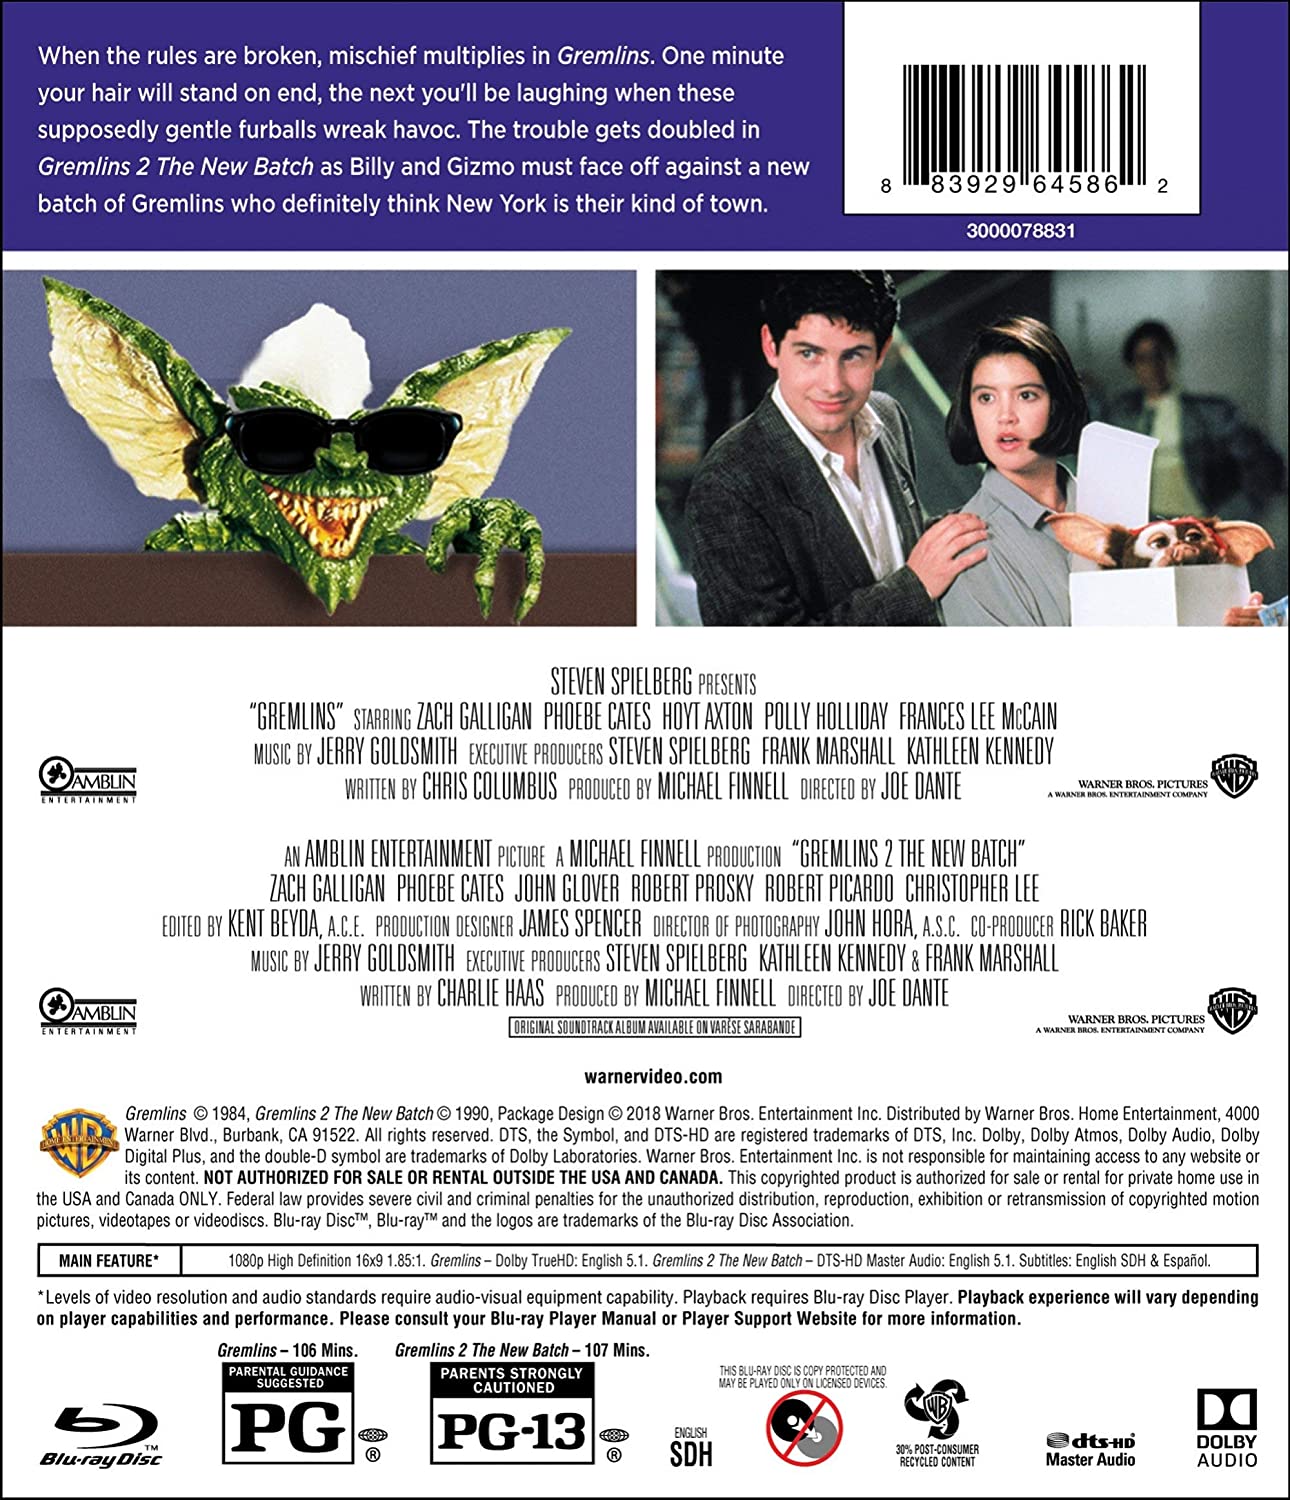 When the rules are broken, mischief multiplies in Gremlins. One minute
your hair will stand on end, the next you'll be laughing when these
supposedly gentle furballs wreak havoc. The trouble gets doubled in
Gremlins 2 The New Batch as Billy and Gizmo must face off against a new
batch of Gremlins who definitely think New York is their kind of town.
8 83929 64586 2
3000078831
STEVEN SPIELBERG PRESENTS
“GREMLINS” STARRING ZACH GALLIGAN PHOEBE CATES HOYT AXTON POLLY HOLLIDAY FRANCES LEE McCAIN
MUSIC BY JERRY GOLDSMITH EXECUTIVE PRODUCERS STEVEN SPIELBERG FRANK MARSHALL KATHLEEN KENNEDY
WRITTEN BY CHRIS COLUMBUS PRODUCED BY MICHAEL FINNELL DIRECTED BY JOE DANTE
AMBLIN
ENTERTAINMENT
WARNER BROS. PICTURES
A WARNER BROS. ENTERTAINMENT COMPANY
AN AMBLIN ENTERTAINMENT PICTURE A MICHAEL FINNELL PRODUCTION “GREMLINS 2 THE NEW BATCH”
ZACH GALLIGAN PHOEBE CATES JOHN GLOVER ROBERT PROSKY ROBERT PICARDO CHRISTOPHER LEE
EDITED BY KENT BEYDA, A.C.E. PRODUCTION DESIGNER JAMES SPENCER DIRECTOR OF PHOTOGRAPHY JOHN HORA, A.S.C. CO-PRODUCER RICK BAKER
MUSIC BY JERRY GOLDSMITH EXECUTIVE PRODUCERS STEVEN SPIELBERG KATHLEEN KENNEDY & FRANK MARSHALL
WRITTEN BY CHARLIE HAAS PRODUCED BY MICHAEL FINNELL DIRECTED BY JOE DANTE
ORIGINAL SOUNDTRACK ALBUM AVAILABLE ON VARÈSE SARABANDE
AMBLIN
ENTERTAINMENT
WARNER BROS. PICTURES
A WARNER BROS. ENTERTAINMENT COMPANY
warnervideo.com
Gremlins © 1984, Gremlins 2 The New Batch © 1990, Package Design © 2018 Warner Bros. Entertainment Inc. Distributed by Warner Bros. Home Entertainment, 4000
Warner Blvd., Burbank, CA 91522. All rights reserved. DTS, the Symbol, and DTS-HD are registered trademarks of DTS, Inc. Dolby, Dolby Atmos, Dolby Audio, Dolby
Digital Plus, and the double-D symbol are trademarks of Dolby Laboratories. Warner Bros. Entertainment Inc. is not responsible for maintaining access to any website or
its content. NOT AUTHORIZED FOR SALE OR RENTAL OUTSIDE THE USA AND CANADA. This copyrighted product is authorized for sale or rental for private home use in
the USA and Canada ONLY. Federal law provides severe civil and criminal penalties for the unauthorized distribution, reproduction, exhibition or retransmission of copyrighted motion
pictures, videotapes or videodiscs. Blu-ray Disc™, Blu-ray™ and the logos are trademarks of the Blu-ray Disc Association.
MAIN FEATURE* 1080p High Definition 16x9 1.85:1. Gremlins – Dolby TrueHD: English 5.1. Gremlins 2 The New Batch – DTS-HD Master Audio: English 5.1. Subtitles: English SDH & Español.
*Levels of video resolution and audio standards require audio-visual equipment capability. Playback requires Blu-ray Disc Player. Playback experience will vary depending
on player capabilities and performance. Please consult your Blu-ray Player Manual or Player Support Website for more information.
Gremlins – 106 Mins.
PARENTAL GUIDANCE
SUGGESTED
PG
®
Gremlins 2 The New Batch – 107 Mins.
PARENTS STRONGLY
CAUTIONED
PG-13
®
Blu-ray Disc™
ENGLISH
SDH
THIS BLU-RAY DISC IS COPY PROTECTED AND
MAY BE PLAYED ONLY ON LICENSED DEVICES.
WB
30% POST-CONSUMER
RECYCLED CONTENT
dts-HD
Master Audio
DOLBY
AUDIO